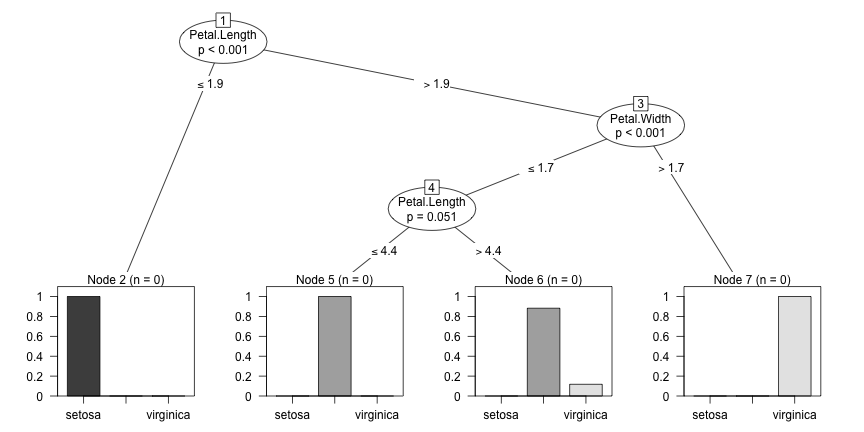 1
Petal.Length
p < 0.001
≤ 1.9
> 1.9
3
Petal.Width
p < 0.001
≤ 1.7
> 1.7
4
Petal.Length
p = 0.051
≤ 4.4
> 4.4
Node 2 (n = 0)
1
0.8
0.6
0.4
0.2
0
setosa
virginica
Node 5 (n = 0)
1
0.8
0.6
0.4
0.2
0
setosa
virginica
Node 6 (n = 0)
1
0.8
0.6
0.4
0.2
0
setosa
virginica
Node 7 (n = 0)
1
0.8
0.6
0.4
0.2
0
setosa
virginica